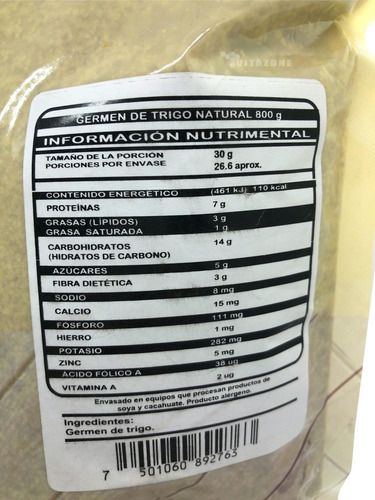 VITAZONE
GERMEN DE TRIGO NATURAL 800 g
INFORMACIÓN NUTRIMENTAL
TAMAÑO DE LA PORCIÓN 30 g
PORCIONES POR ENVASE 26.6 aprox.
CONTENIDO ENERGÉTICO (461 kJ) 110 kcal
PROTEÍNAS 7 g
GRASAS (LÍPIDOS) 3 g
GRASA SATURADA 1 g
CARBOHIDRATOS 14 g
(HIDRATOS DE CARBONO)
AZÚCARES 5 g
FIBRA DIETÉTICA 3 g
SODIO 8 mg
CALCIO 15 mg
FÓSFORO 111 mg
HIERRO 1 mg
POTASIO 282 mg
ZINC 5 mg
ÁCIDO FÓLICO A 38 ug
VITAMINA A 2 ug
Envasado en equipos que procesan productos de
soya y cacahuate. Producto alérgeno.
Ingredientes:
Germen de trigo.
7 501060 892763